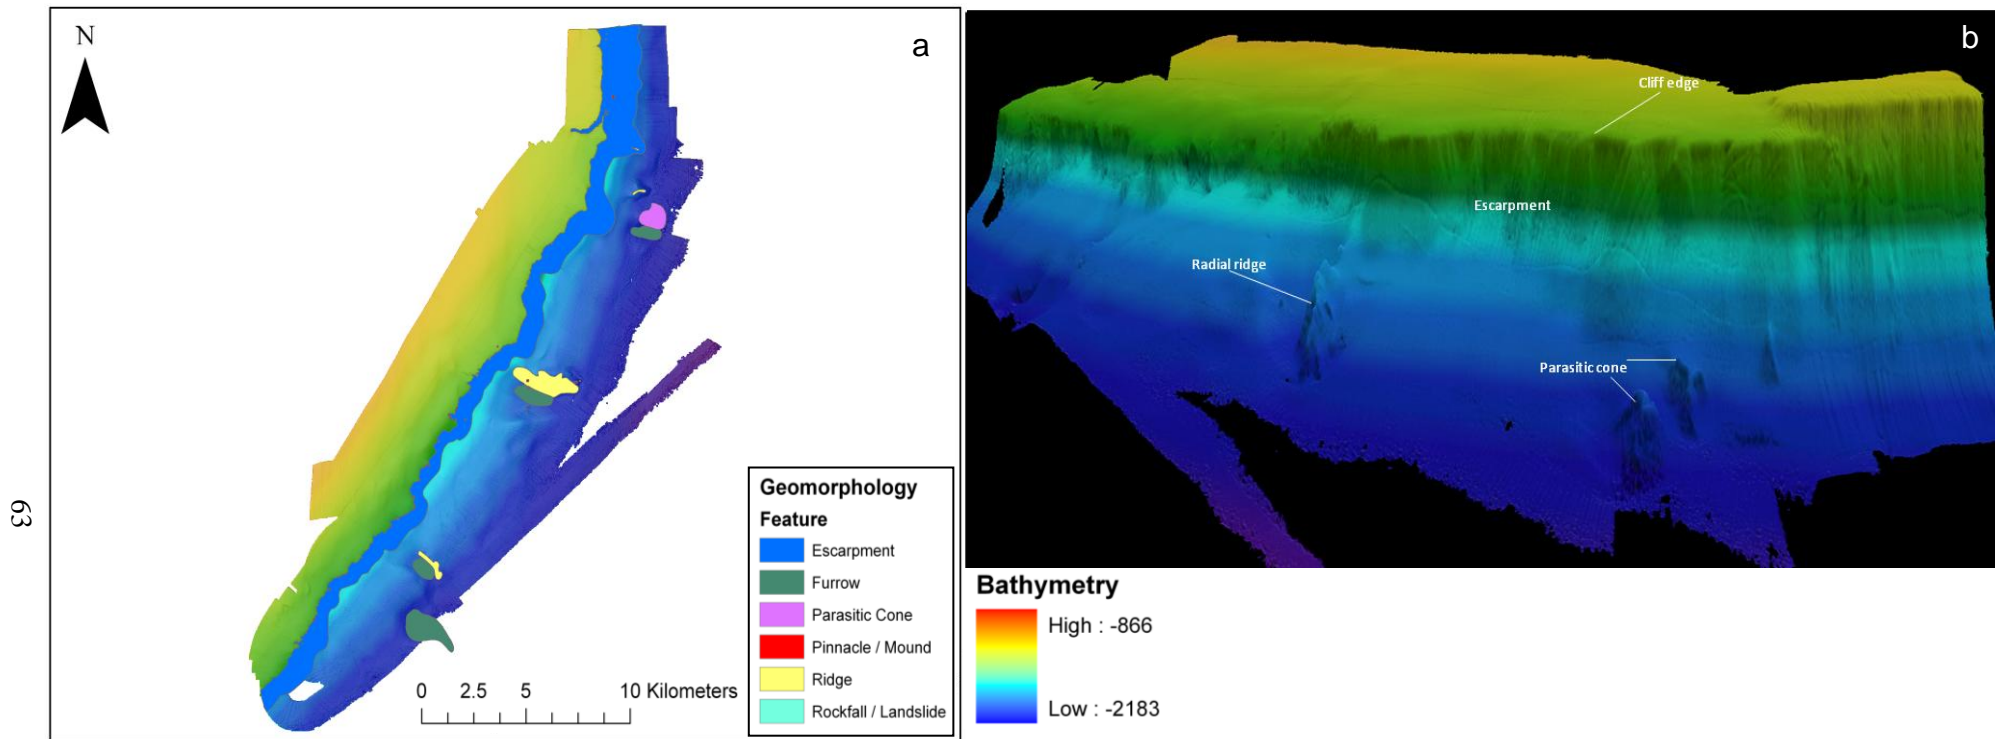 63
N
a
Geomorphology
Feature
Escarpment
Furrow
Parasitic Cone
Pinnacle / Mound
Ridge
Rockfall / Landslide
0 2.5 5 10 Kilometers
b
Cliff edge
Escarpment
Radial ridge
Parasitic cone
Bathymetry
High : -866
Low : -2183